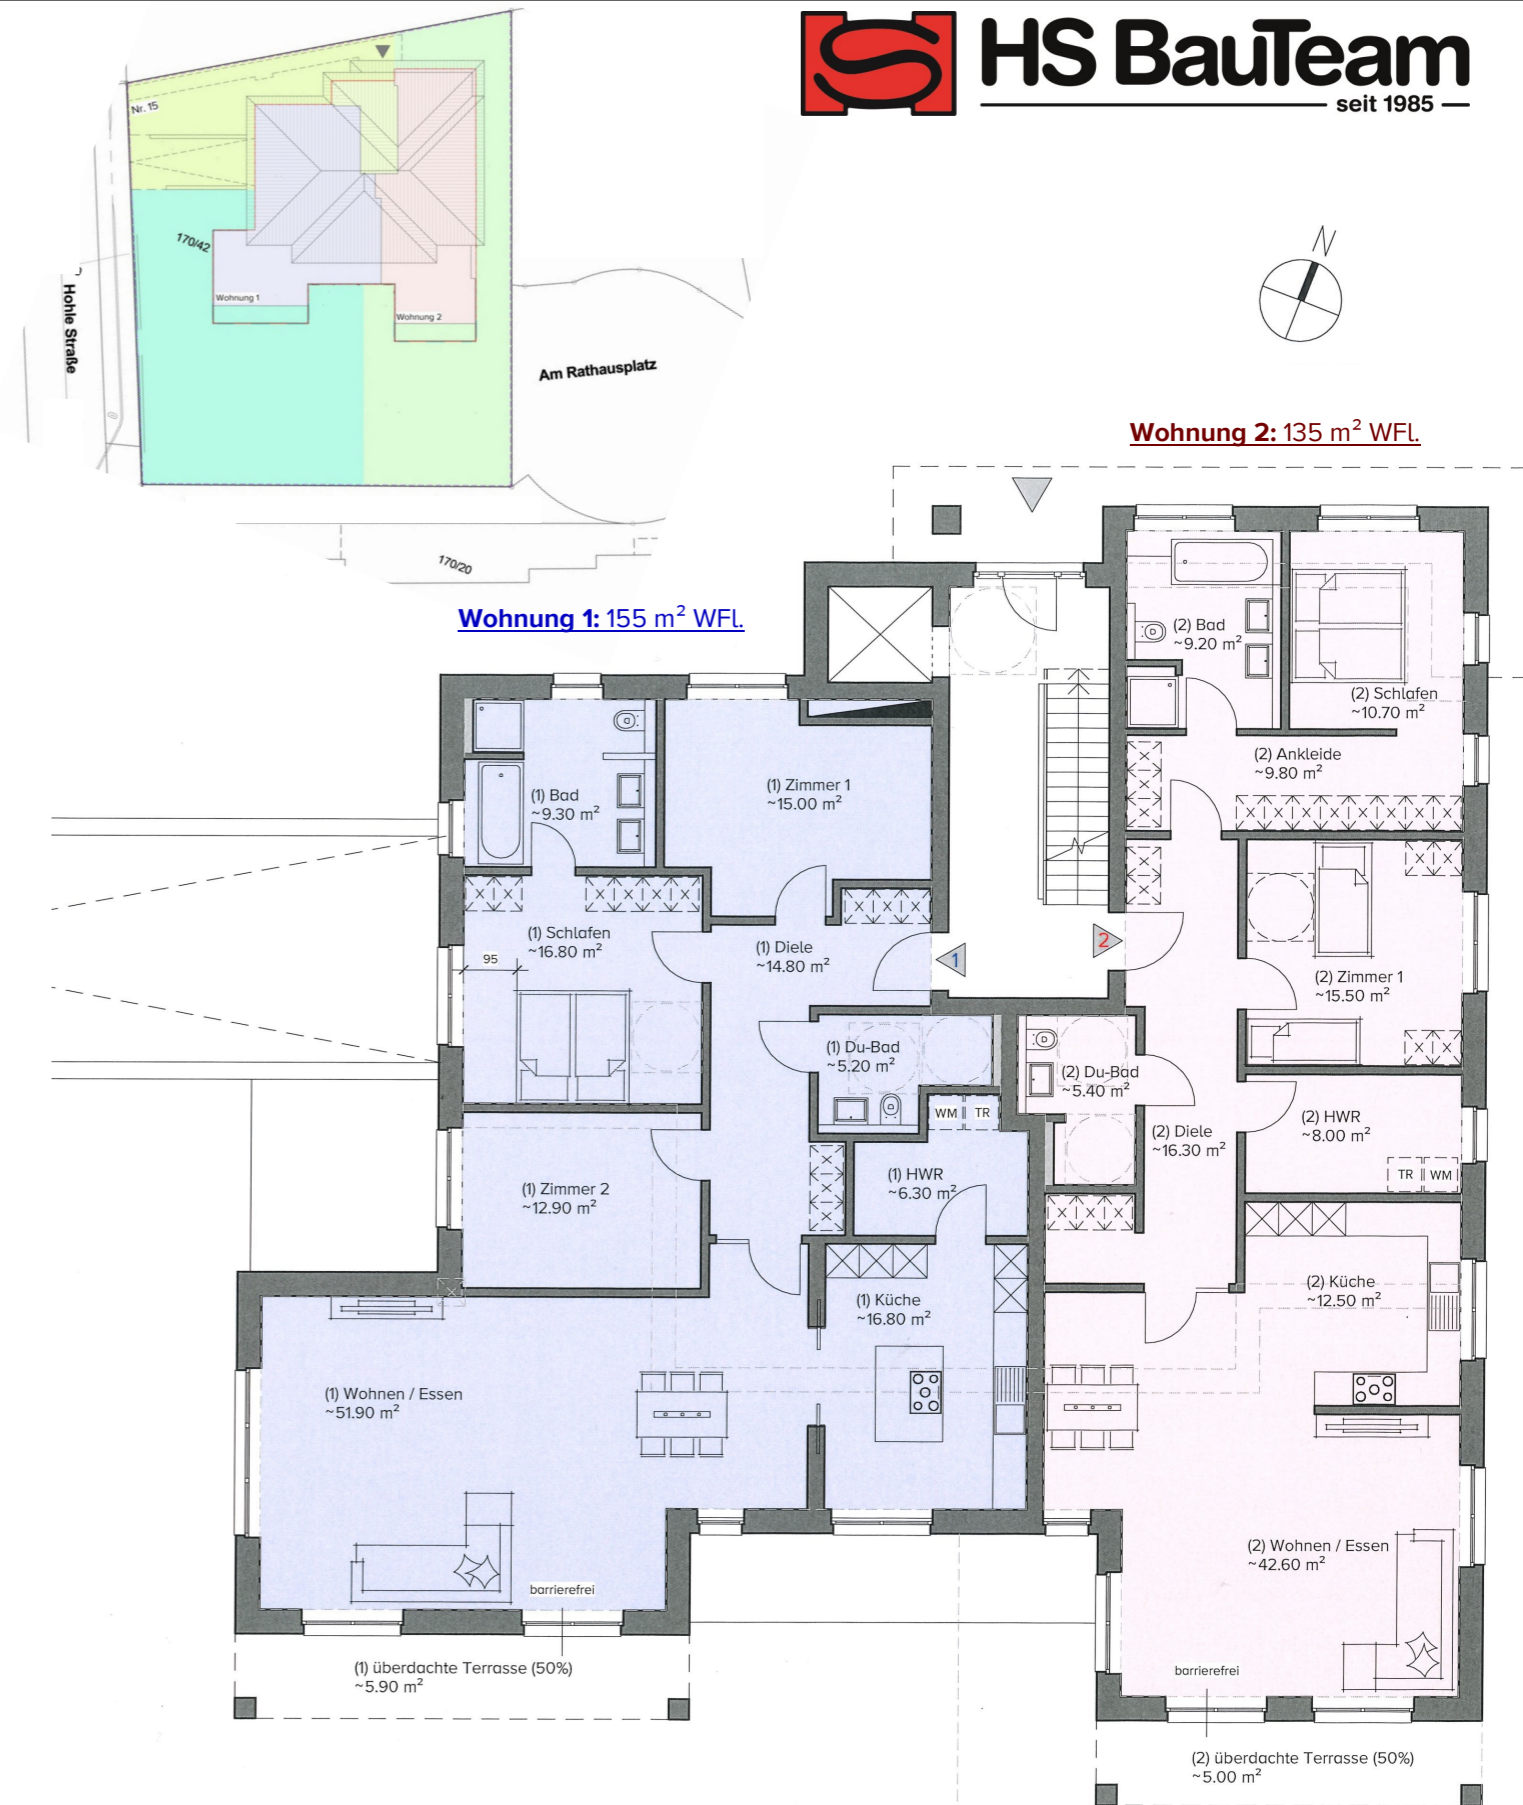 HS BauTeam
seit 1985
Nr. 15
170/42
Wohnung 1
Wohnung 2
Hohle Straße
Am Rathausplatz
170/20
N
Wohnung 2: 135 m² WFl.
Wohnung 1: 155 m² WFl.
(2) Bad
~9.20 m²
(2) Schlafen
~10.70 m²
(2) Ankleide
~9.80 m²
(1) Zimmer 1
~15.00 m²
(1) Bad
~9.30 m²
(1) Schlafen
~16.80 m²
95
(1) Diele
~14.80 m²
1
2
(2) Zimmer 1
~15.50 m²
(1) Du-Bad
~5.20 m²
(2) Du-Bad
~5.40 m²
WM TR
(2) HWR
~8.00 m²
TR WM
(2) Diele
~16.30 m²
(1) HWR
~6.30 m²
(1) Zimmer 2
~12.90 m²
(1) Küche
~16.80 m²
(2) Küche
~12.50 m²
(1) Wohnen / Essen
~51.90 m²
(2) Wohnen / Essen
~42.60 m²
barrierefrei
(1) überdachte Terrasse (50%)
~5.90 m²
barrierefrei
(2) überdachte Terrasse (50%)
~5.00 m²